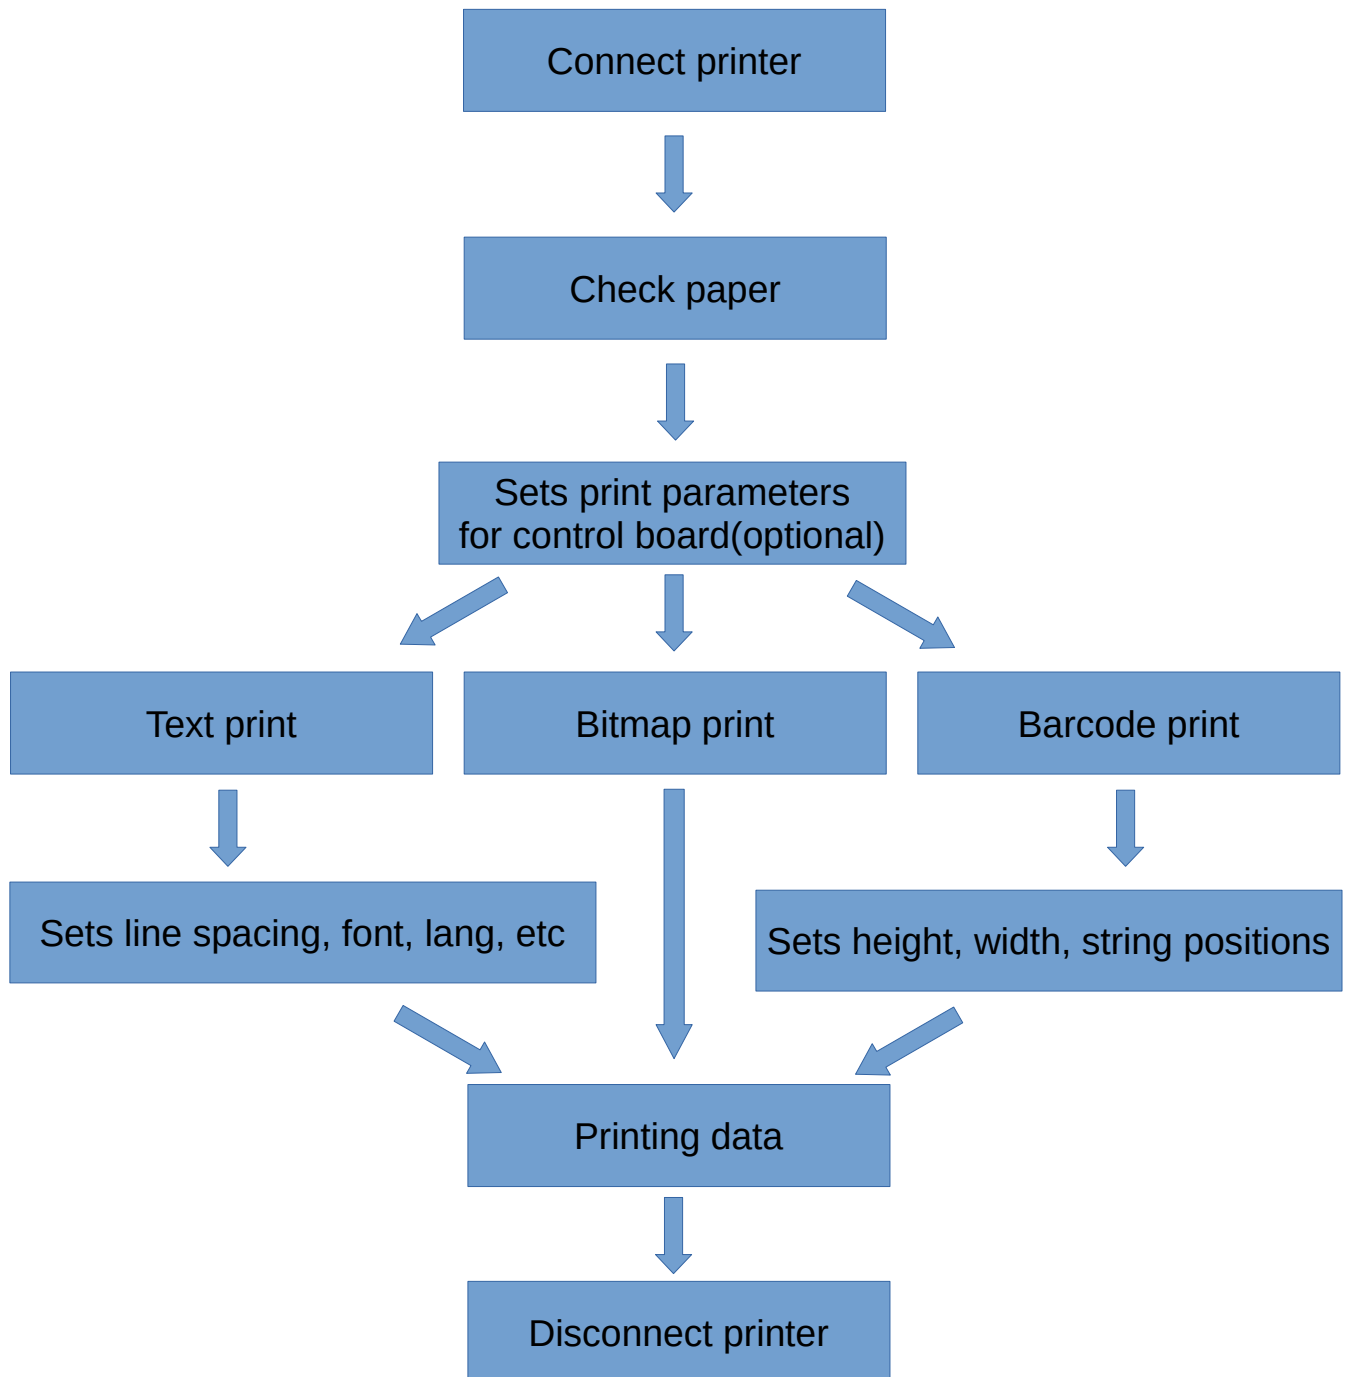 Connect printer
Check paper
Sets print parameters
for control board(optional)
Text print
Bitmap print
Barcode print
Sets line spacing, font, lang, etc
Sets height, width, string positions
Printing data
Disconnect printer